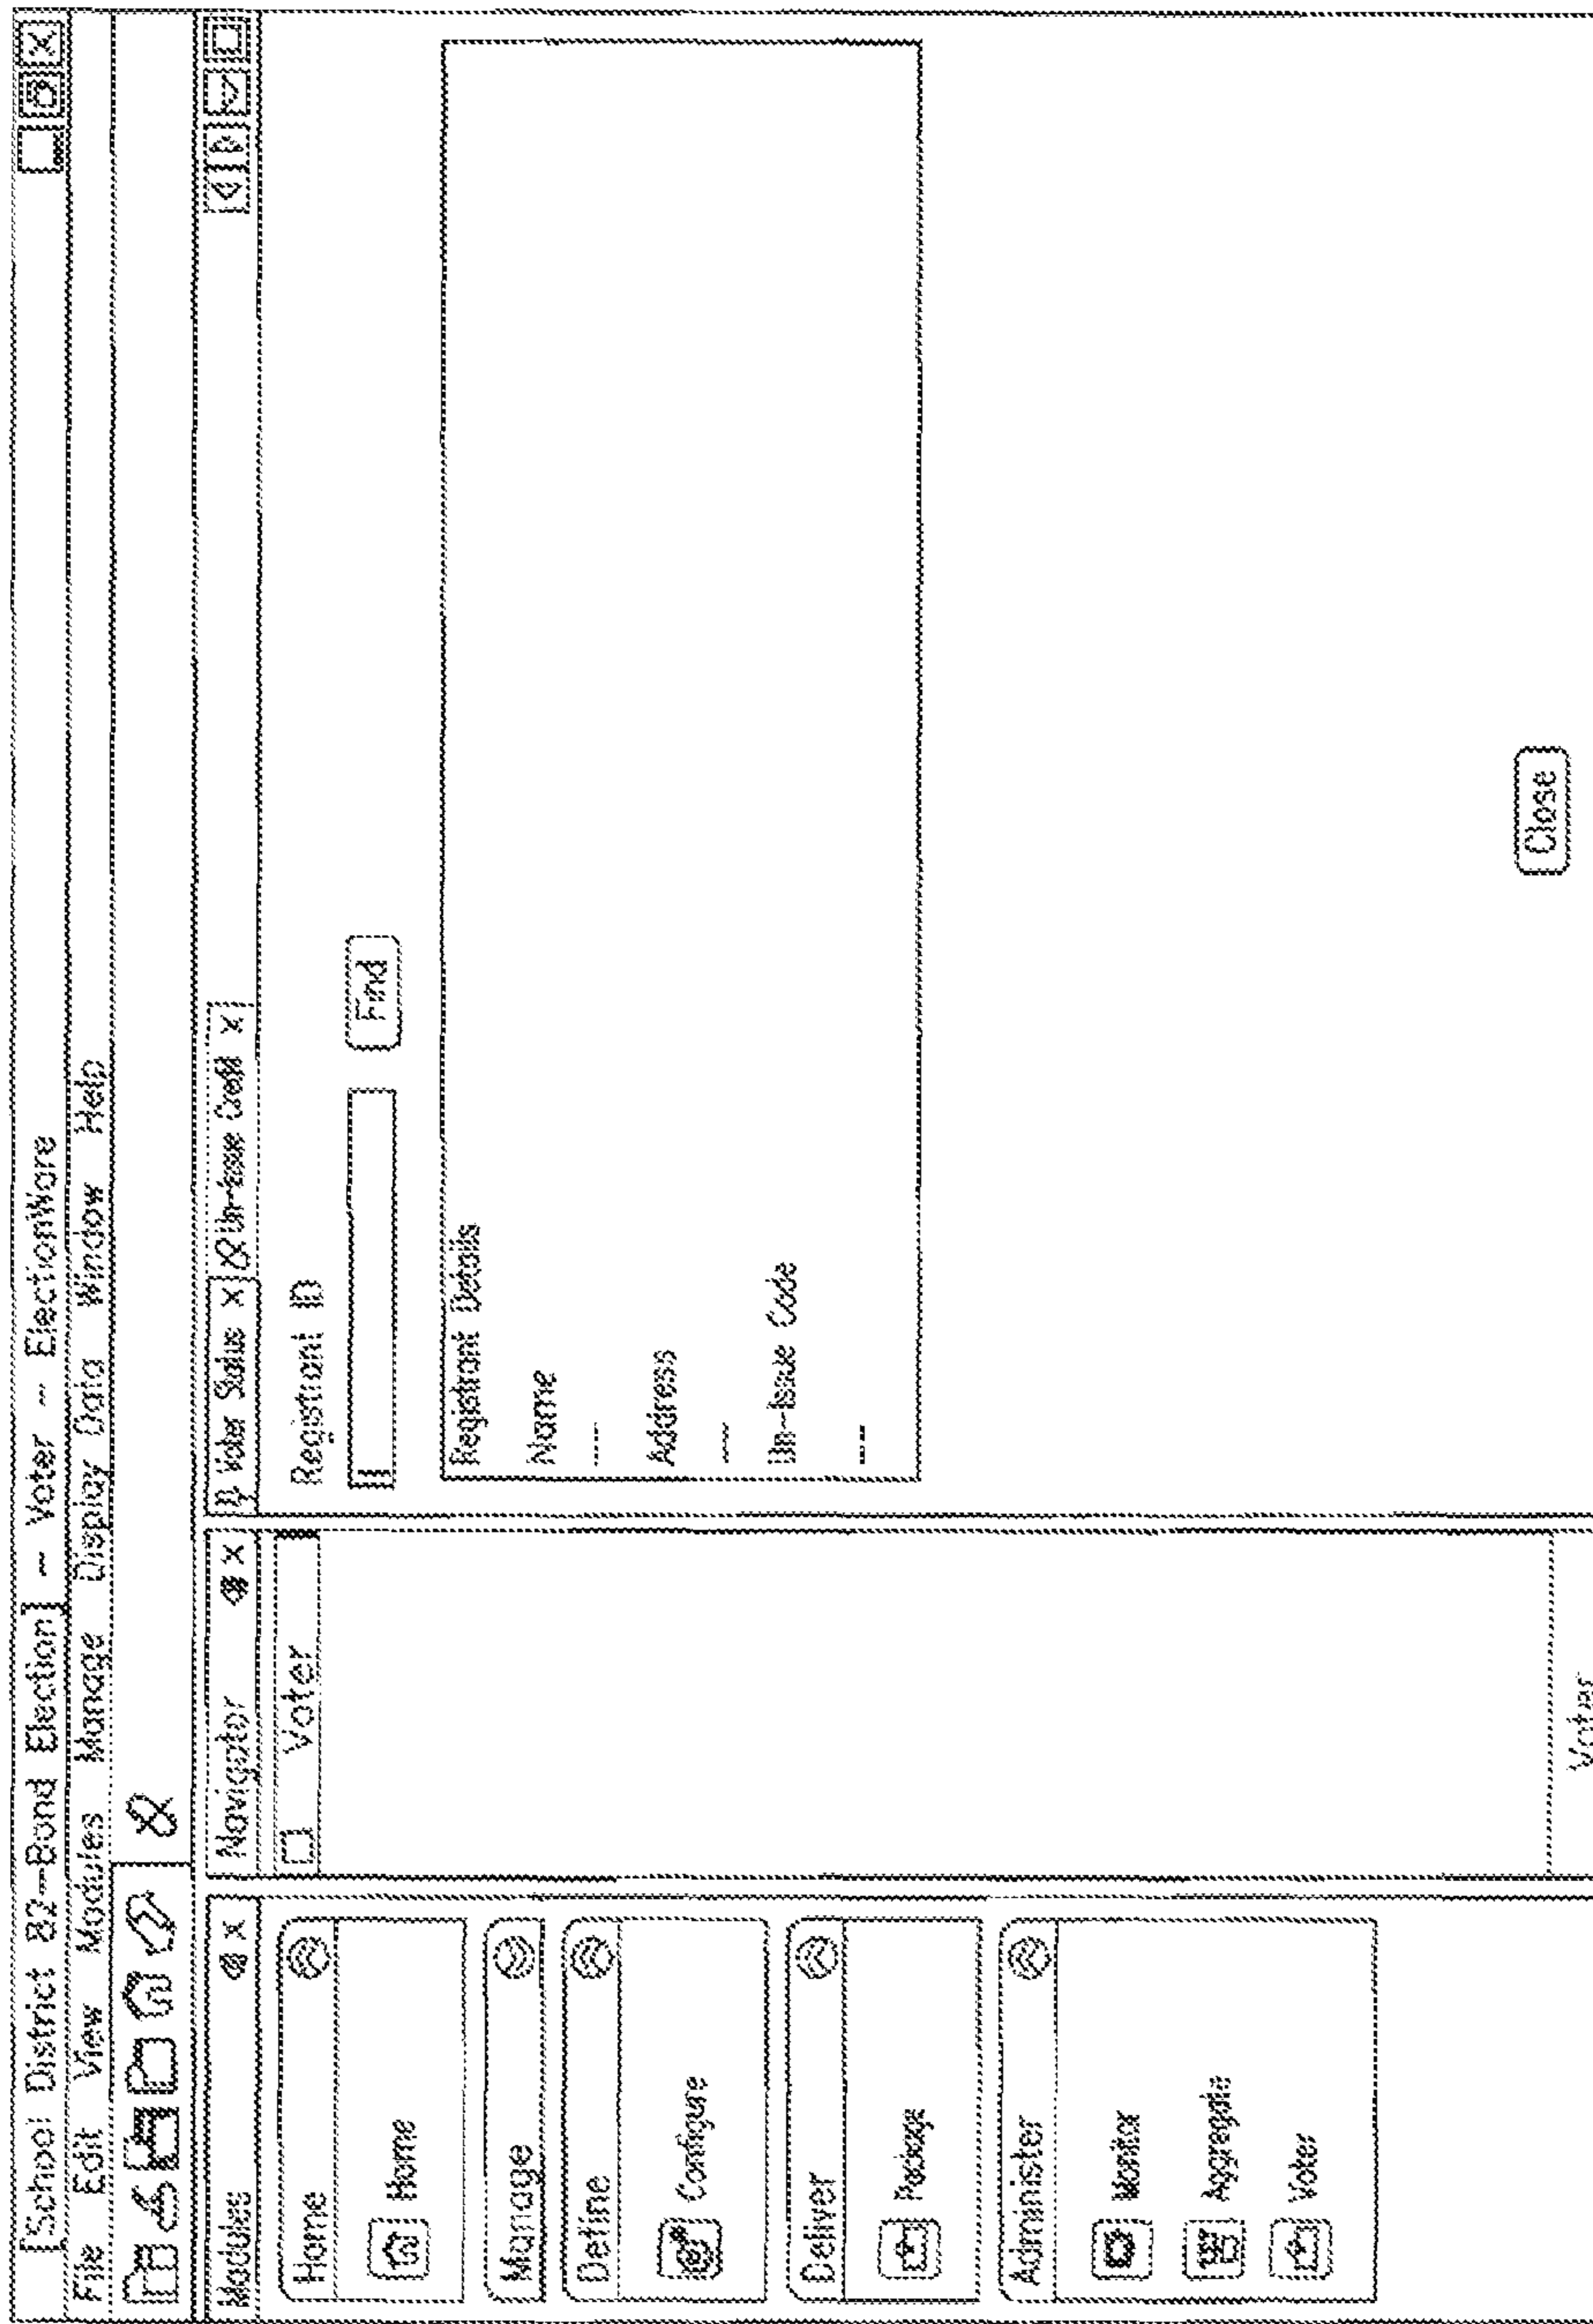 [School District 82-Bond Election] - Voter - ElectionWare
File Edit View Modules Manage Display Data Window Help
Modules
Home
Home
Manage
Define
Configure
Deliver
Package
Administer
Monitor
Aggregate
Voter
Navigator
Voter
Voter
Voter Status X
Un-Issue X
Registrant ID
Find
Registrant Details
Name
Address
Un-Issue Code
Close